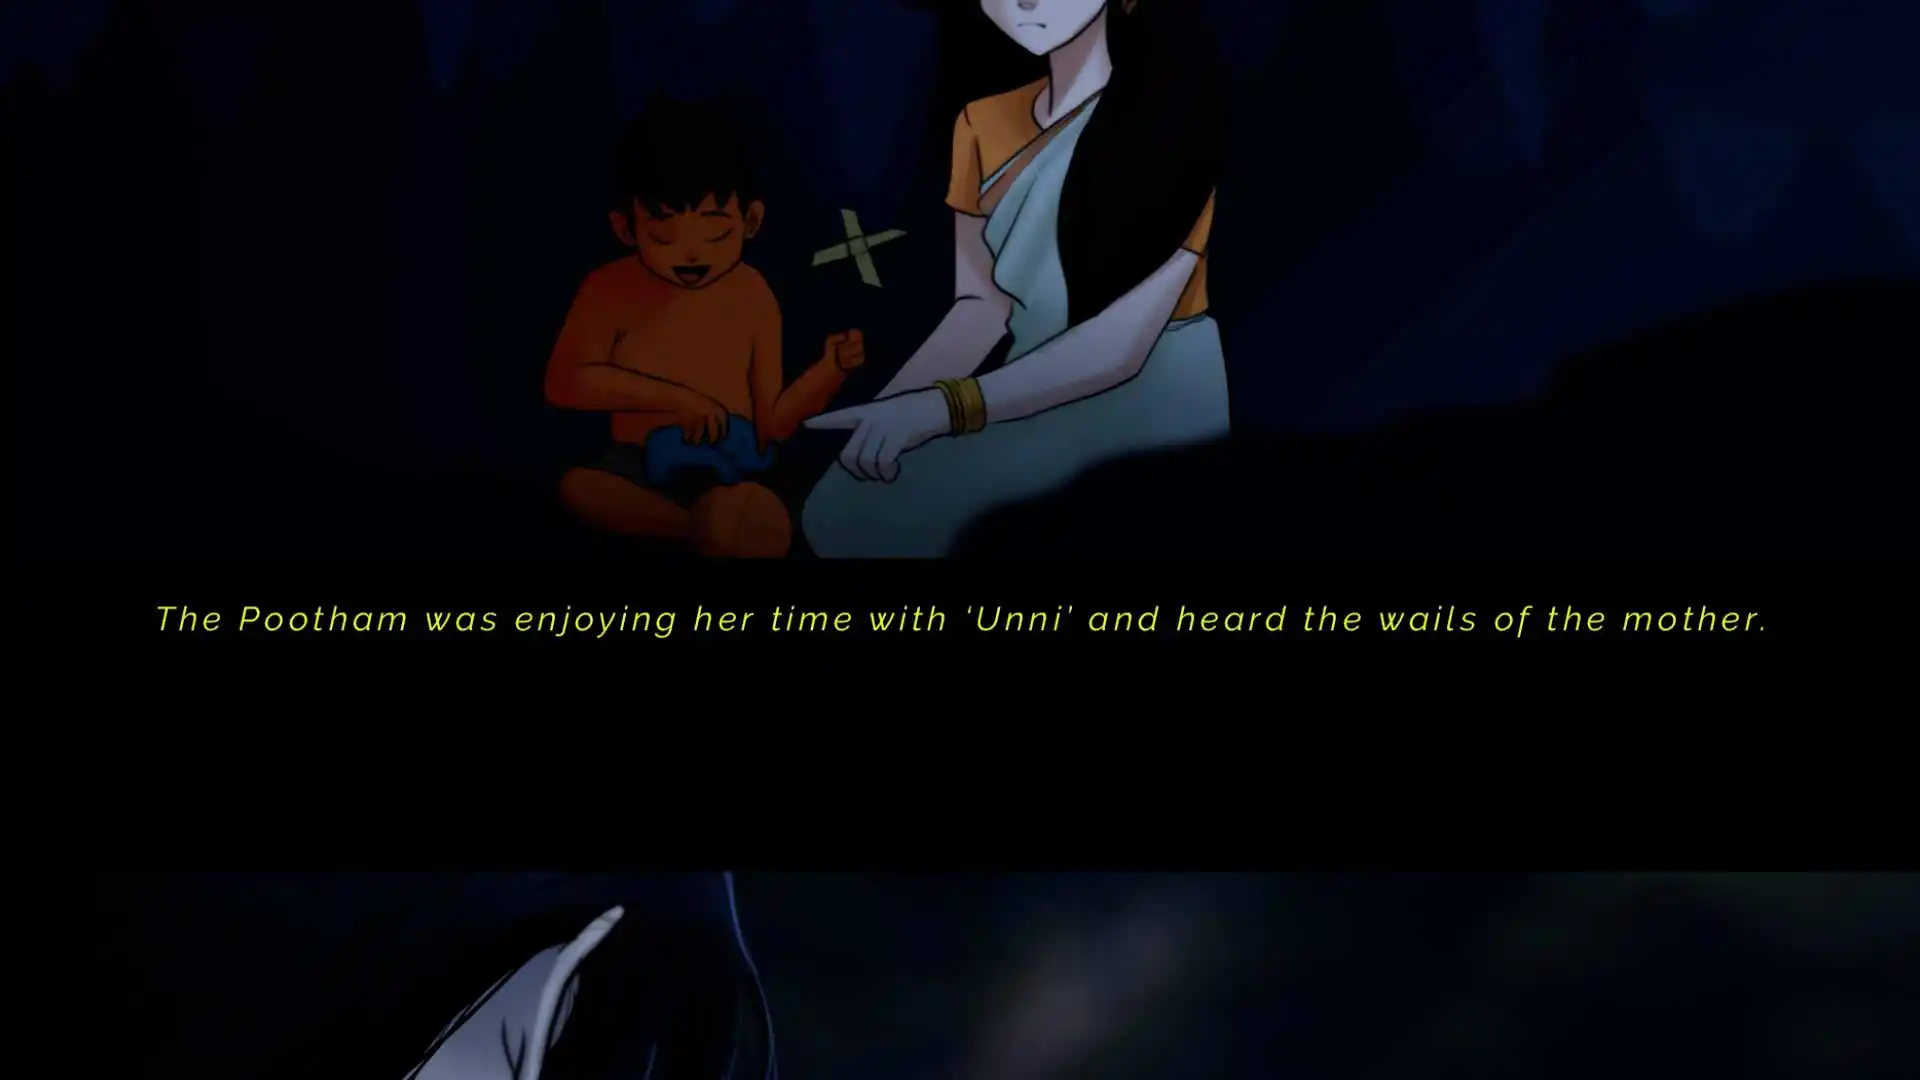 The Pootham was enjoying her time with ‘Unni’ and heard the wails of the mother.